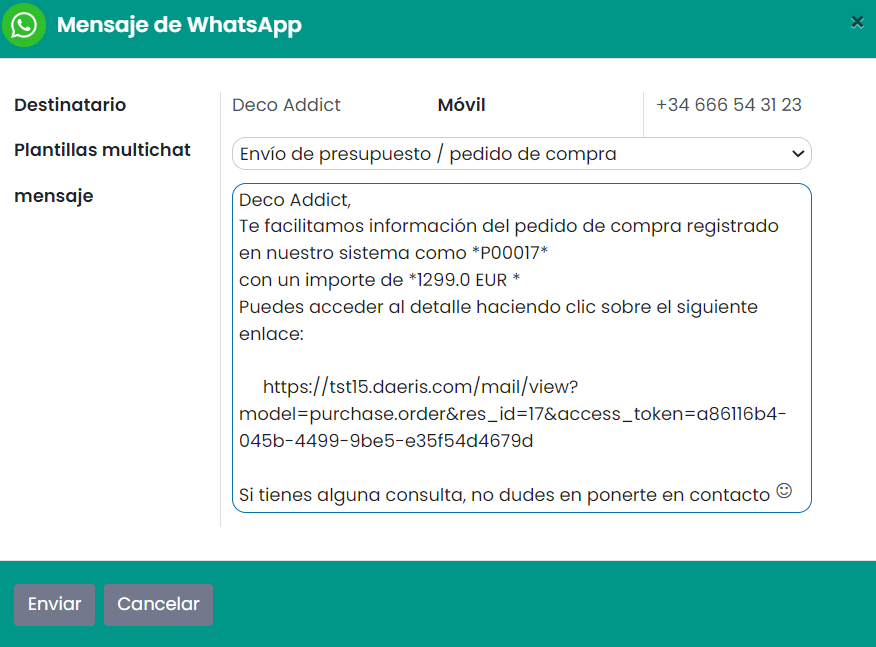 Mensaje de WhatsApp
×
Destinatario Deco Addict Móvil +34 666 54 31 23
Plantillas multichat Envío de presupuesto / pedido de compra
mensaje
Deco Addict,
Te facilitamos información del pedido de compra registrado
en nuestro sistema como *P00017*
con un importe de *1299.0 EUR *
Puedes acceder al detalle haciendo clic sobre el siguiente
enlace:
https://tst15.daeris.com/mail/view?
model=purchase.order&res_id=17&access_token=a86116b4-
045b-4499-9be5-e35f54d4679d
Si tienes alguna consulta, no dudes en ponerte en contacto ☺
Enviar Cancelar